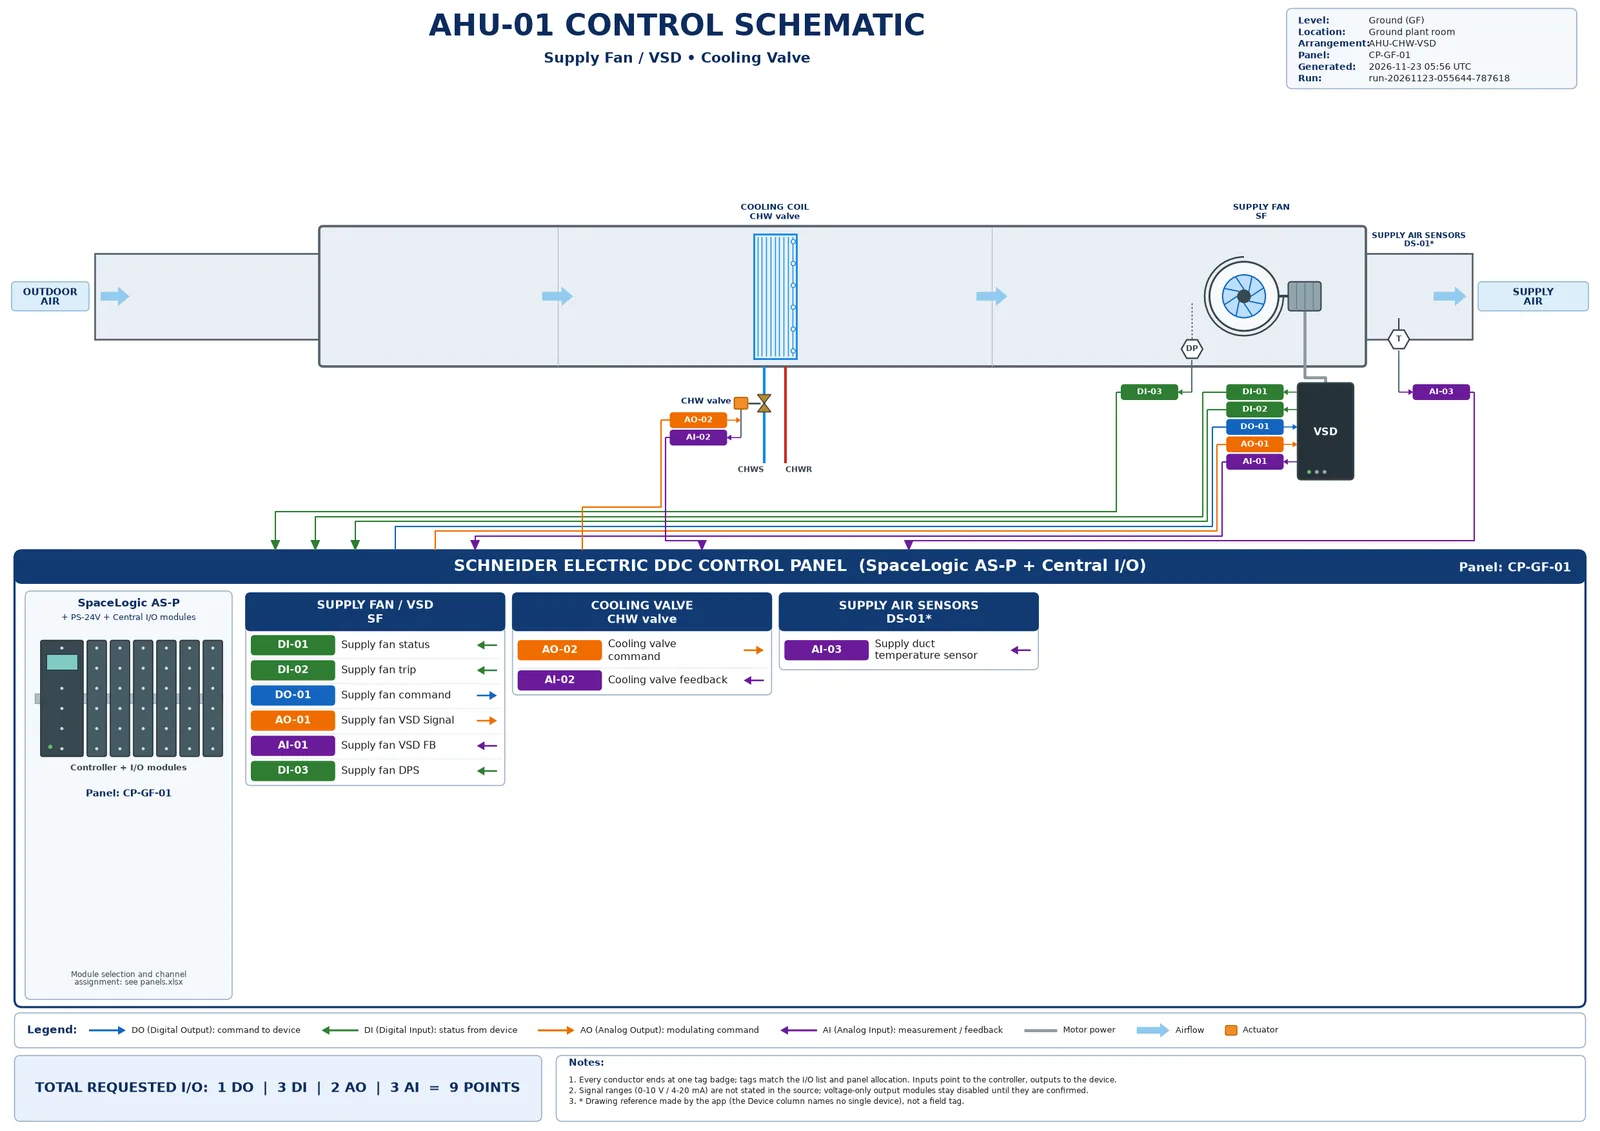 AHU-01 CONTROL SCHEMATIC
Supply Fan / VSD • Cooling Valve
Level: Ground (GF)
Location: Ground plant room
Arrangement: AHU-CHW-VSD
Panel: CP-GF-01
Generated: 2026-11-23 05:56 UTC
Run: run-20261123-055644-787618
COOLING COIL
CHW valve
SUPPLY FAN
SF
SUPPLY AIR SENSORS
DS-01*
OUTDOOR
AIR
SUPPLY
AIR
DP
T
CHW valve
AO-02
AI-02
CHWS
CHWR
DI-03
DI-01
DI-02
DO-01
AO-01
AI-01
VSD
AI-03
SCHNEIDER ELECTRIC DDC CONTROL PANEL (SpaceLogic AS-P + Central I/O)
Panel: CP-GF-01
SpaceLogic AS-P
+ PS-24V + Central I/O modules
Controller + I/O modules
Panel: CP-GF-01
Module selection and channel
assignment: see panels.xlsx
SUPPLY FAN / VSD
SF
DI-01 Supply fan status
DI-02 Supply fan trip
DO-01 Supply fan command
AO-01 Supply fan VSD Signal
AI-01 Supply fan VSD FB
DI-03 Supply fan DPS
COOLING VALVE
CHW valve
AO-02 Cooling valve
command
AI-02 Cooling valve feedback
SUPPLY AIR SENSORS
DS-01*
AI-03 Supply duct
temperature sensor
Legend:
DO (Digital Output): command to device
DI (Digital Input): status from device
AO (Analog Output): modulating command
AI (Analog Input): measurement / feedback
Motor power
Airflow
Actuator
TOTAL REQUESTED I/O: 1 DO | 3 DI | 2 AO | 3 AI = 9 POINTS
Notes:
1. Every conductor ends at one tag badge; tags match the I/O list and panel allocation. Inputs point to the controller, outputs to the device.
2. Signal ranges (0-10 V / 4-20 mA) are not stated in the source; voltage-only output modules stay disabled until they are confirmed.
3. * Drawing reference made by the app (the Device column names no single device), not a field tag.